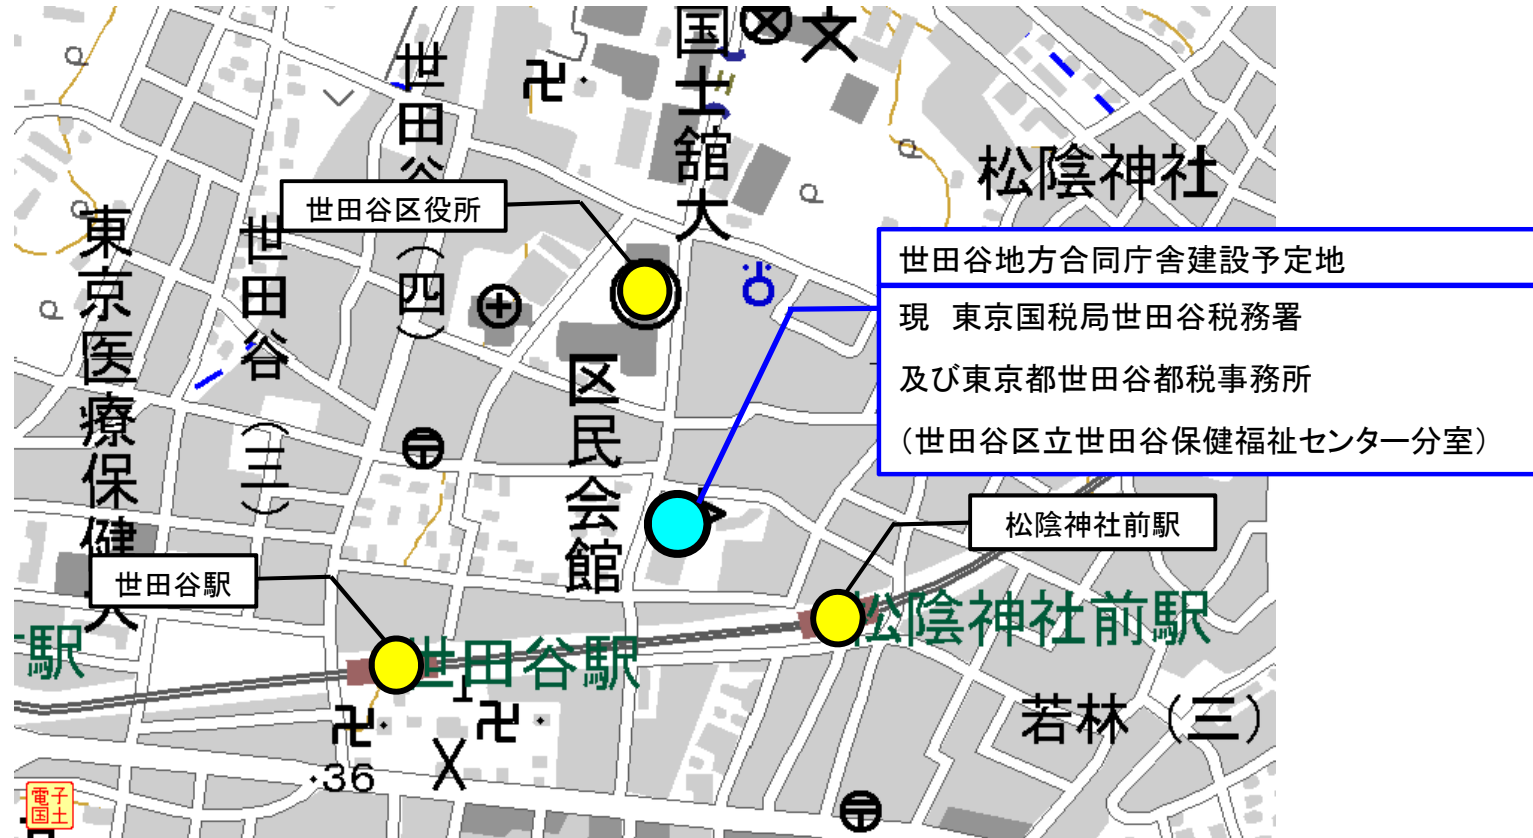 国士舘大
文
世田谷（四）
松陰神社
世田谷区役所
東京医療保健大
世田谷（三）
世田谷地方合同庁舎建設予定地
現　東京国税局世田谷税務署
及び東京都世田谷都税事務所
（世田谷区立世田谷保健福祉センター分室）
区民会館
松陰神社前駅
世田谷駅
松陰神社前駅
駅
世田谷駅
若林（三）
·36
電子
国土